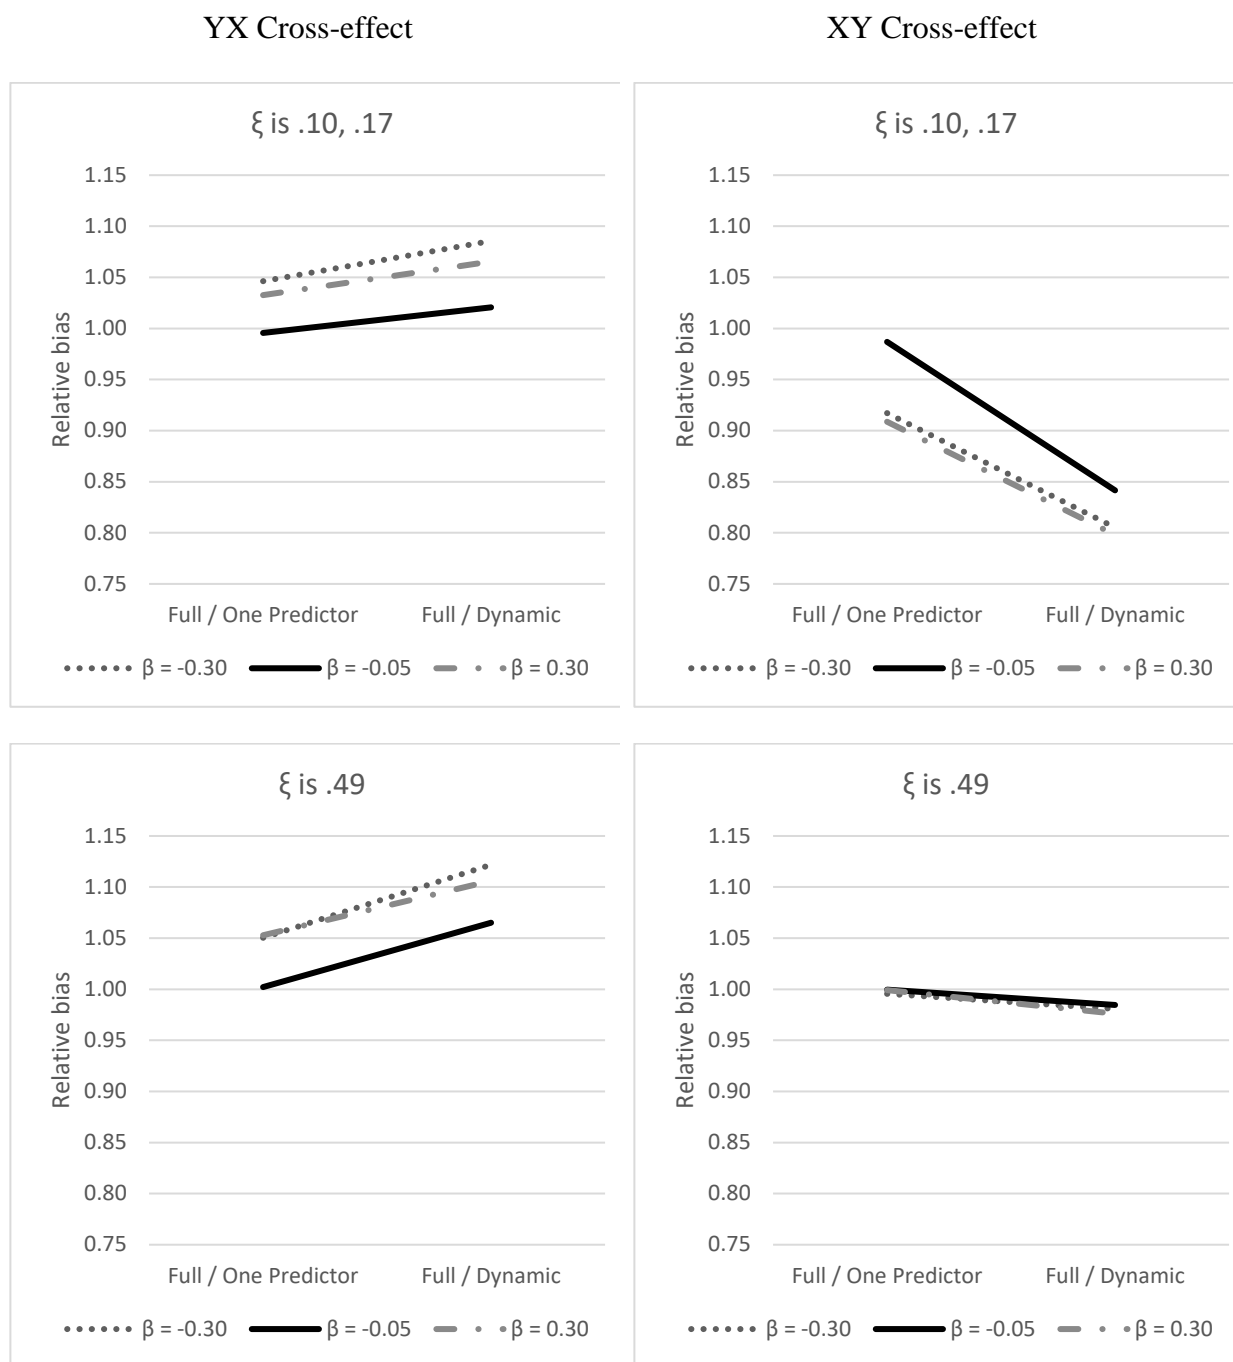 YX Cross-effect
XY Cross-effect
ξ is .10, .17
Relative bias
1.15
1.10
1.05
1.00
0.95
0.90
0.85
0.80
0.75
Full / One Predictor Full / Dynamic
β = -0.30 β = -0.05 β = 0.30
ξ is .10, .17
Relative bias
1.15
1.10
1.05
1.00
0.95
0.90
0.85
0.80
0.75
Full / One Predictor Full / Dynamic
β = -0.30 β = -0.05 β = 0.30
ξ is .49
Relative bias
1.15
1.10
1.05
1.00
0.95
0.90
0.85
0.80
0.75
Full / One Predictor Full / Dynamic
β = -0.30 β = -0.05 β = 0.30
ξ is .49
Relative bias
1.15
1.10
1.05
1.00
0.95
0.90
0.85
0.80
0.75
Full / One Predictor Full / Dynamic
β = -0.30 β = -0.05 β = 0.30